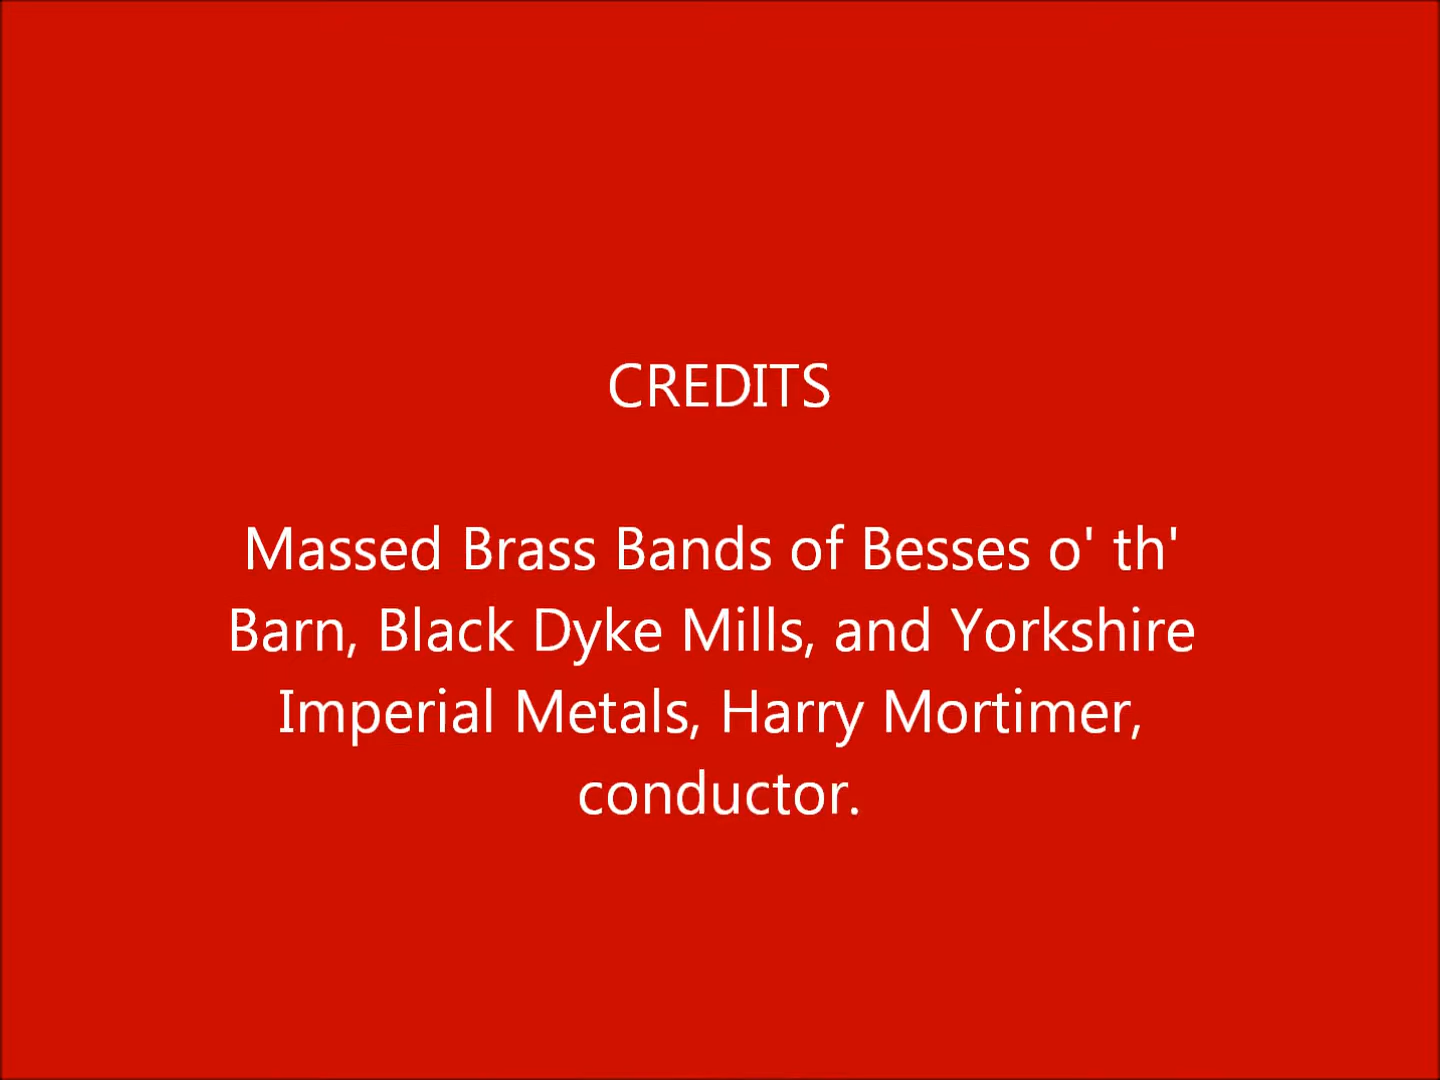 CREDITS
Massed Brass Bands of Besses o' th'
Barn, Black Dyke Mills, and Yorkshire
Imperial Metals, Harry Mortimer,
conductor.